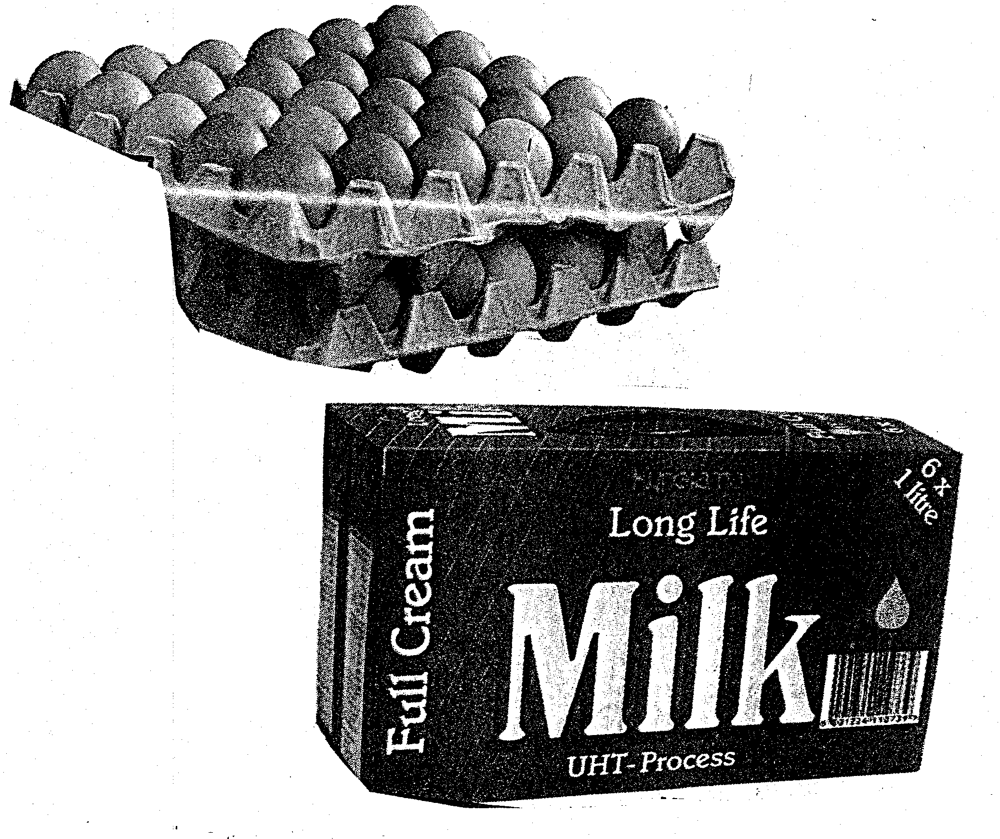 6 x
1 litre
Long Life
Full Cream
Milk
UHT-Process